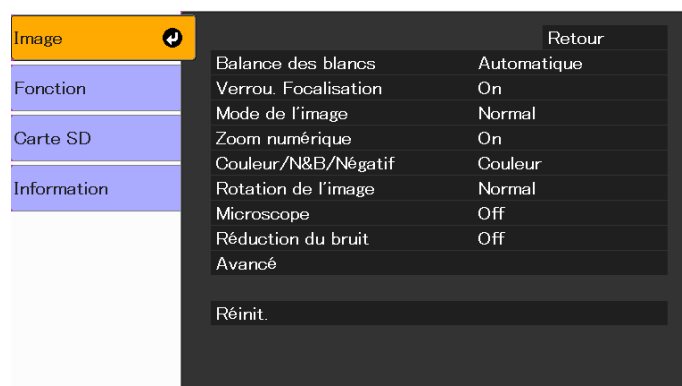 Image
Fonction
Carte SD
Information
Retour
Balance des blancs Automatique
Verrou. Focalisation On
Mode de l'image Normal
Zoom numérique On
Couleur/N&B/Négatif Couleur
Rotation de l'image Normal
Microscope Off
Réduction du bruit Off
Avancé
Réinit.